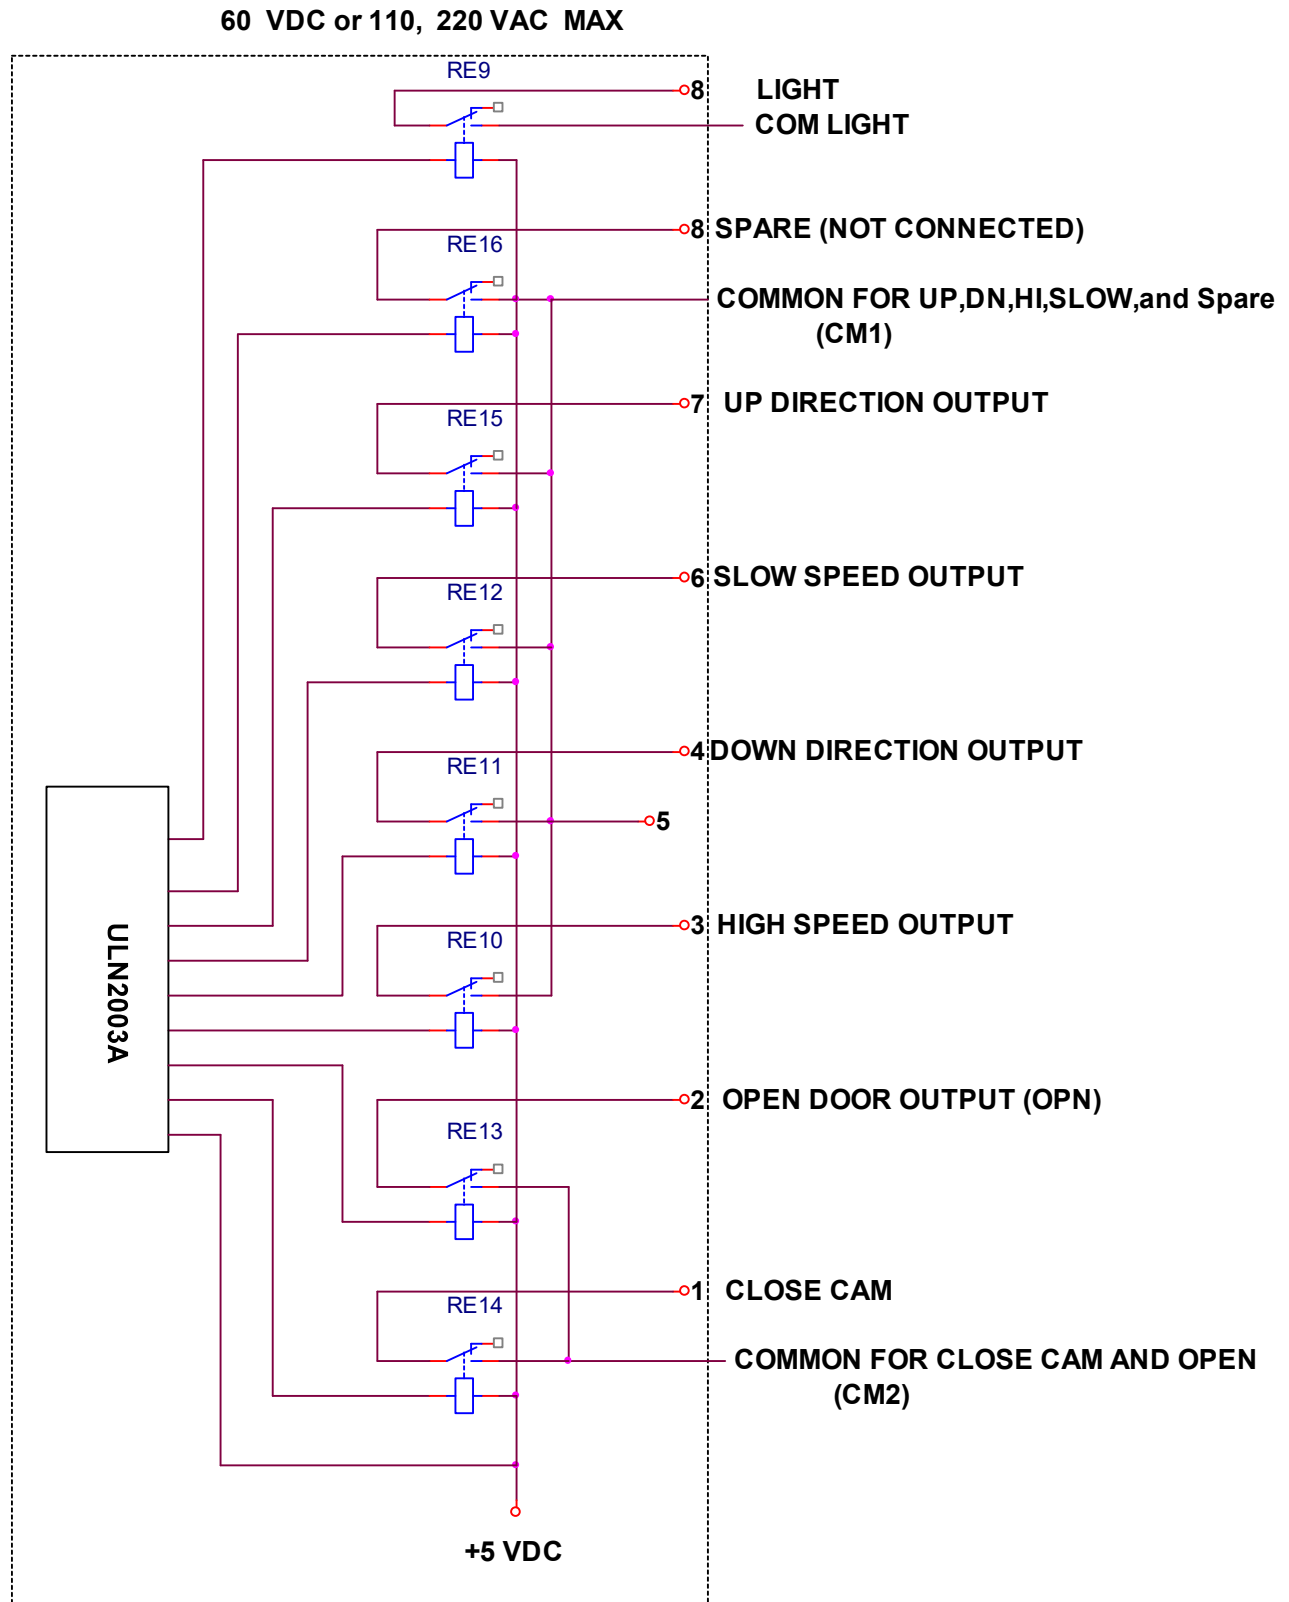 60 VDC or 110, 220 VAC MAX
RE9
8 LIGHT
COM LIGHT
8 SPARE (NOT CONNECTED)
RE16
COMMON FOR UP,DN,HI,SLOW,and Spare
(CM1)
7 UP DIRECTION OUTPUT
RE15
6 SLOW SPEED OUTPUT
RE12
4 DOWN DIRECTION OUTPUT
RE11
5
3 HIGH SPEED OUTPUT
RE10
ULN2003A
2 OPEN DOOR OUTPUT (OPN)
RE13
1 CLOSE CAM
RE14
COMMON FOR CLOSE CAM AND OPEN
(CM2)
+5 VDC